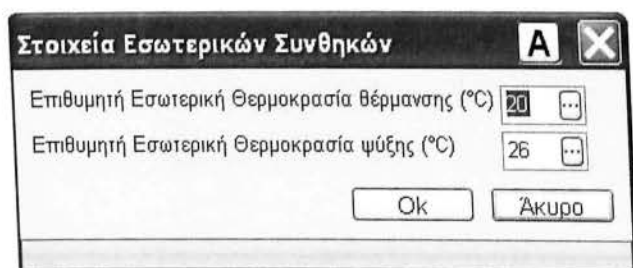 Στοιχεία Εσωτερικών Συνθηκών A
Επιθυμητή Εσωτερική Θερμοκρασία θέρμανσης (°C) 20 ...
Επιθυμητή Εσωτερική Θερμοκρασία ψύξης (°C) 26 ...
Ok Άκυρο